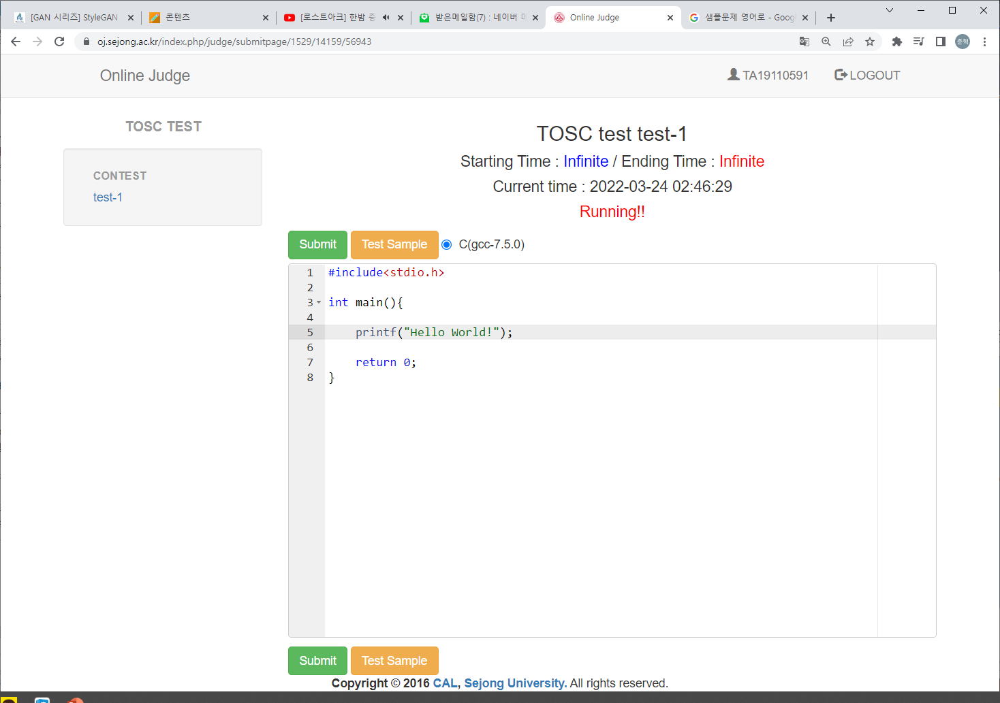 [GAN 시리즈] StyleGAN
콘텐츠
[로스트아크] 한밤 중
받은메일함(7) : 네이버 메
Online Judge
샘플문제 영어로 - Goog
oj.sejong.ac.kr/index.php/judge/submitpage/1529/14159/56943
준혁
Online Judge
TA19110591
LOGOUT
TOSC TEST
CONTEST
test-1
TOSC test test-1
Starting Time : Infinite / Ending Time : Infinite
Current time : 2022-03-24 02:46:29
Running!!
Submit
Test Sample
C(gcc-7.5.0)
1 #include<stdio.h>
2
3 int main(){
4
5 printf("Hello World!");
6
7 return 0;
8 }
Submit
Test Sample
Copyright © 2016 CAL, Sejong University. All rights reserved.